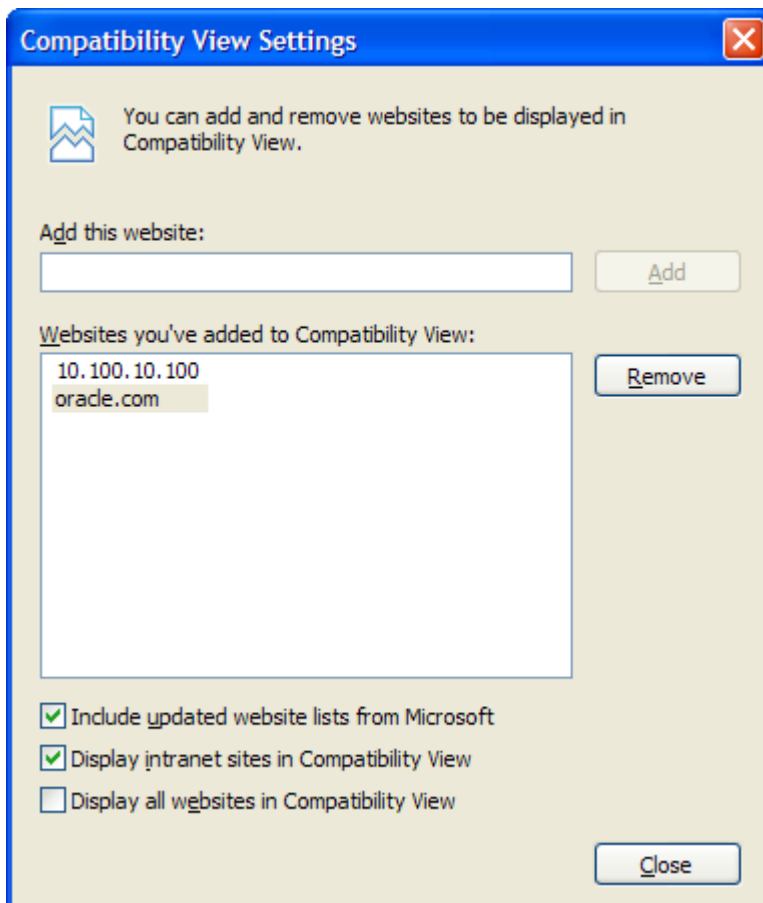 Compatibility View Settings
You can add and remove websites to be displayed in
Compatibility View.
Add this website:
Add
Websites you've added to Compatibility View:
10.100.10.100
oracle.com
Remove
Include updated website lists from Microsoft
Display intranet sites in Compatibility View
Display all websites in Compatibility View
Close